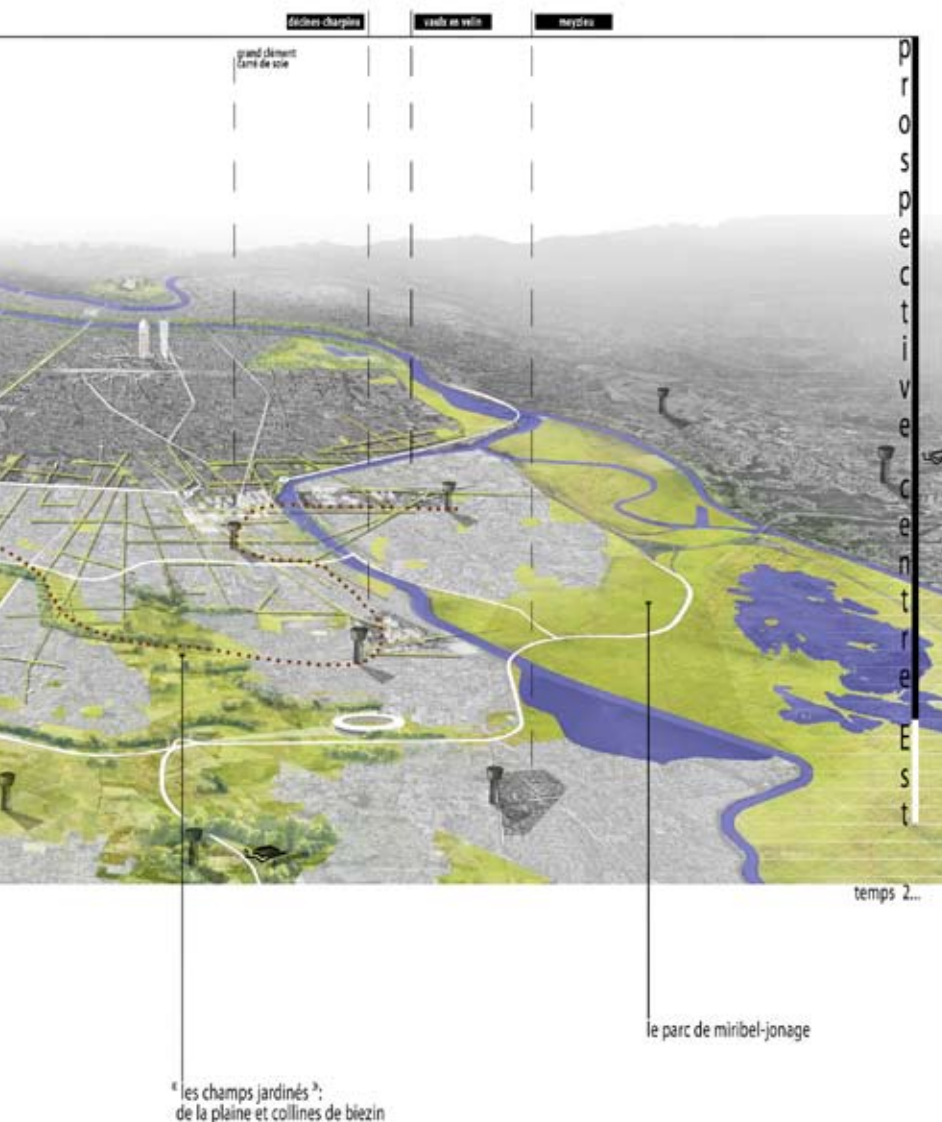 décines-charpieu
vaulx en velin
meyzieu
grand clément
carré de soie
prospective centre Est
temps 2...
le parc de miribel-jonage
" les champs jardinés ":
de la plaine et collines de biezin